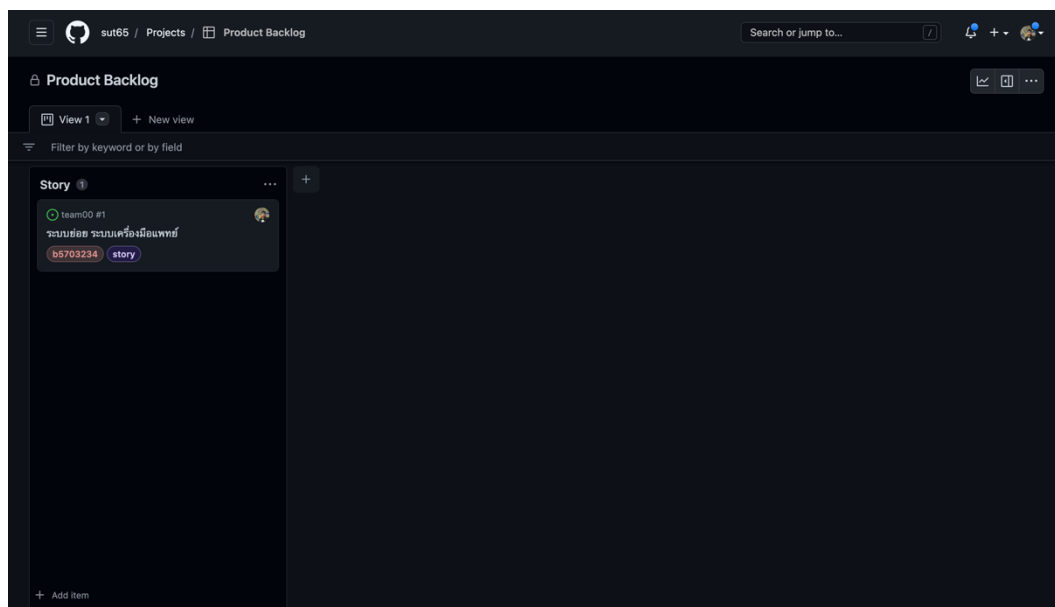 sut65 / Projects / Product Backlog
Search or jump to... /
Product Backlog
View 1
New view
Filter by keyword or by field
Story 1
team00 #1
ระบบย่อย ระบบเครื่องมือแพทย์
b5703234 story
Add item